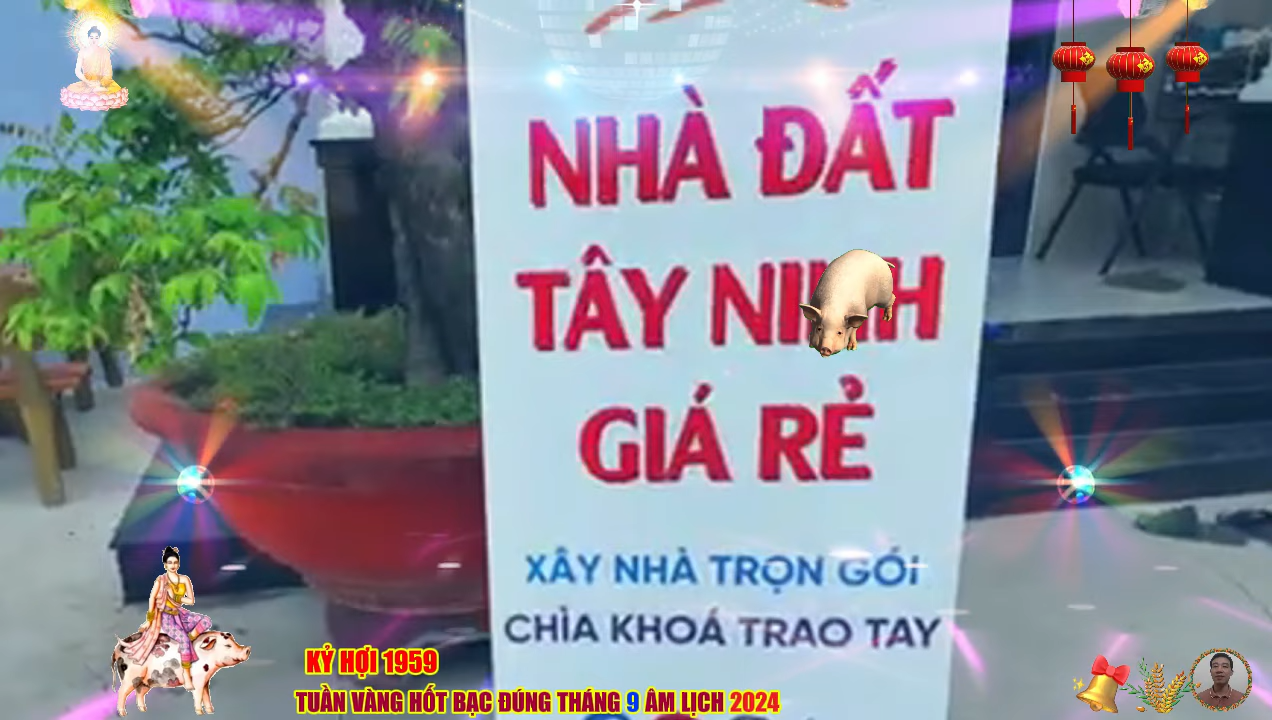 NHÀ ĐẤT
TÂY NINH
GIÁ RẺ
XÂY NHÀ TRỌN GÓI
CHÌA KHOÁ TRAO TAY
KỶ HỢI 1959
TUẦN VÀNG HỐT BẠC ĐÚNG THÁNG 9 ÂM LỊCH 2024